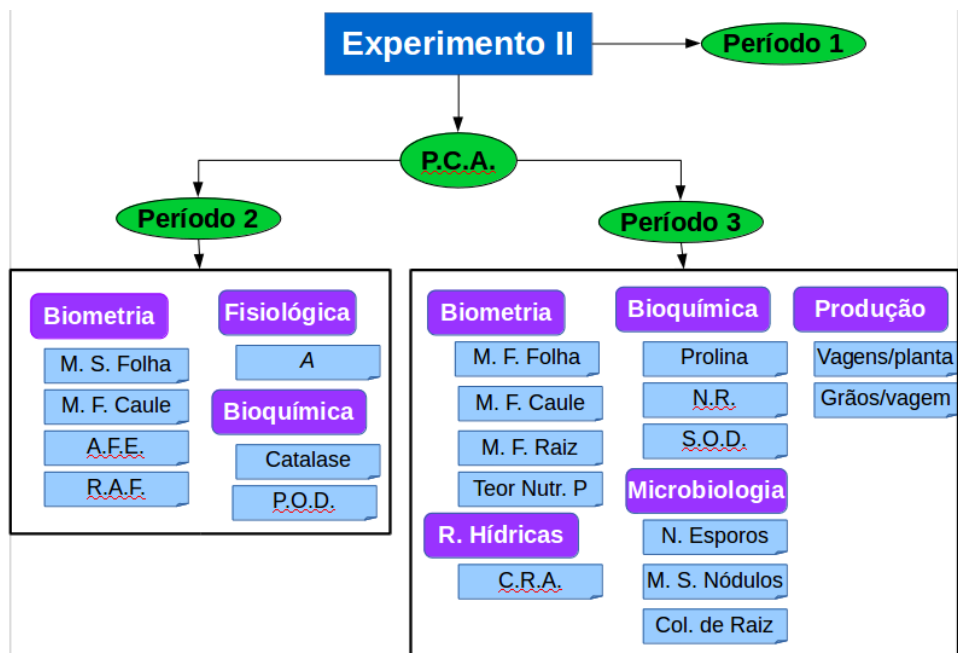 Experimento II
Período 1
P.C.A.
Período 2
Período 3
Biometria
M. S. Folha
M. F. Caule
A.F.E.
R.A.F.
Fisiológica
A
Bioquímica
Catalase
P.O.D.
Biometria
M. F. Folha
M. F. Caule
M. F. Raiz
Teor Nutr. P
R. Hídricas
C.R.A.
Bioquímica
Prolina
N.R.
S.O.D.
Microbiologia
N. Esporos
M. S. Nódulos
Col. de Raiz
Produção
Vagens/planta
Grãos/vagem